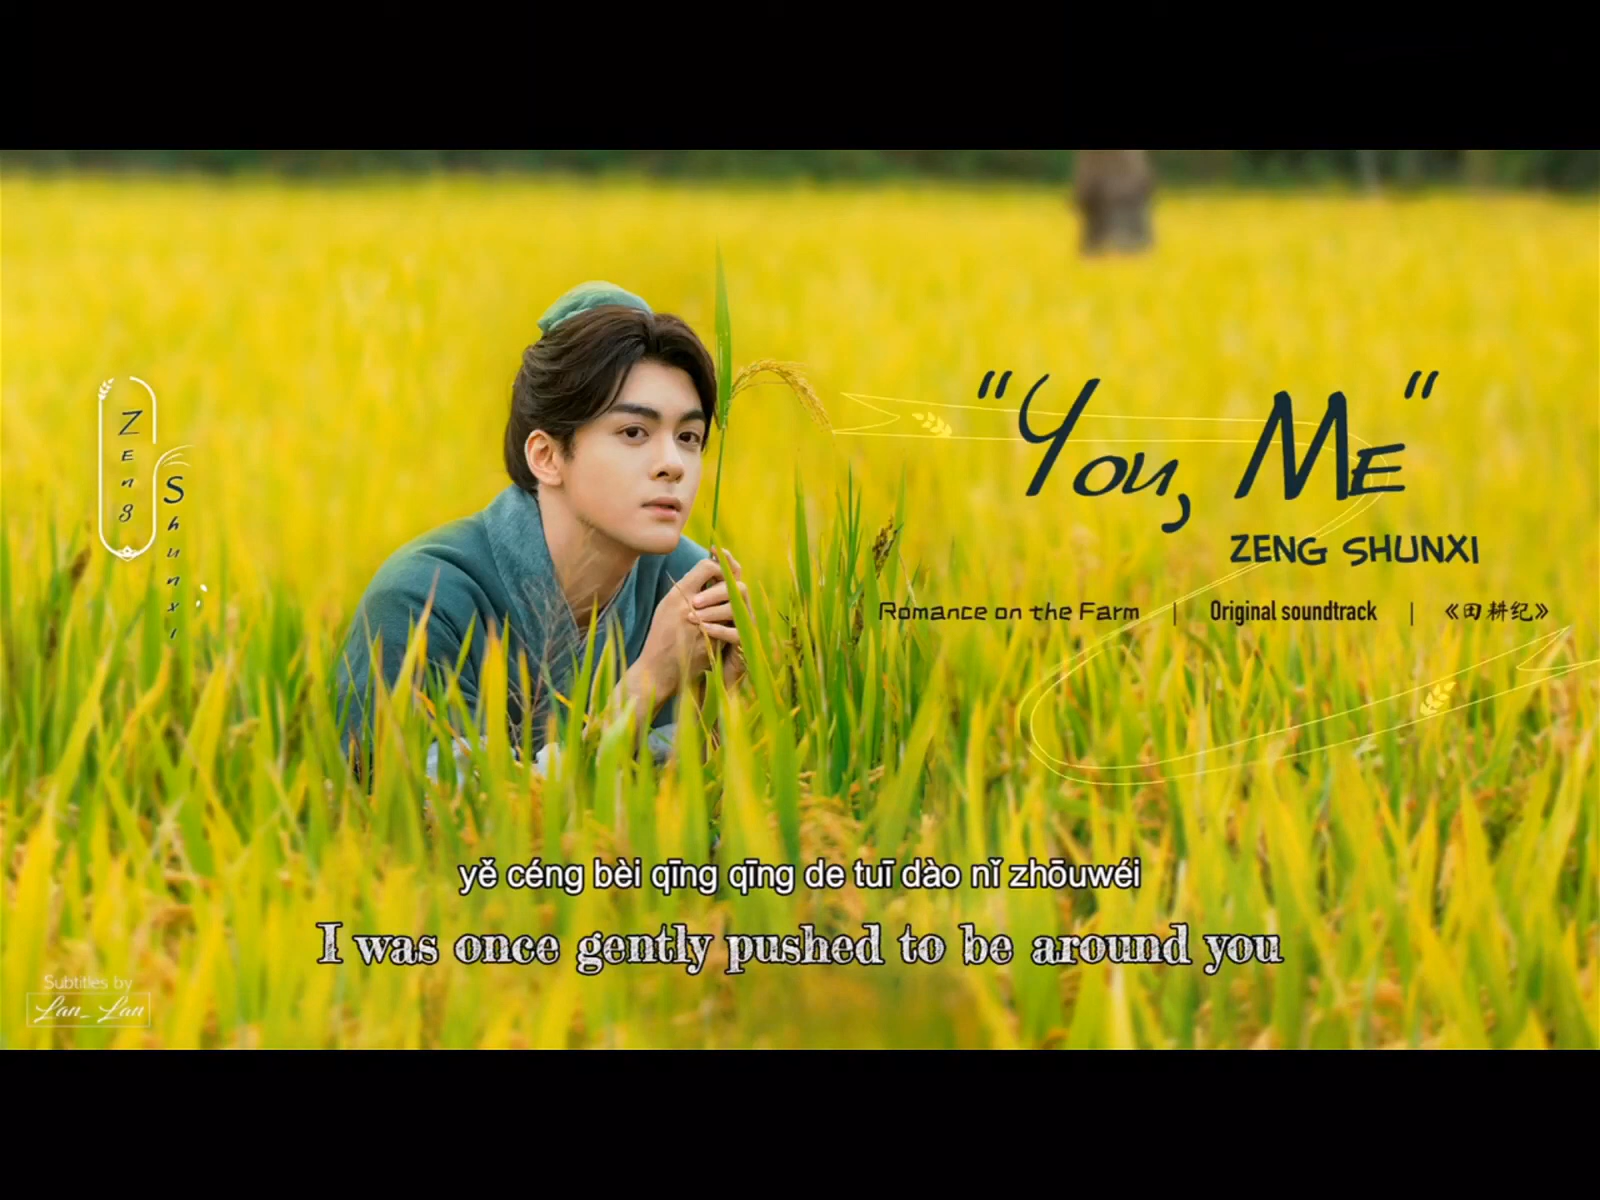 Zeng
Shunxi
"You, Me"
ZENG SHUNXI
Romance on the Farm | Original soundtrack | 《田耕纪》
yě céng bèi qīng qīng de tuī dào nǐ zhōuwéi
I was once gently pushed to be around you
Subtitles by
Lan_Lan